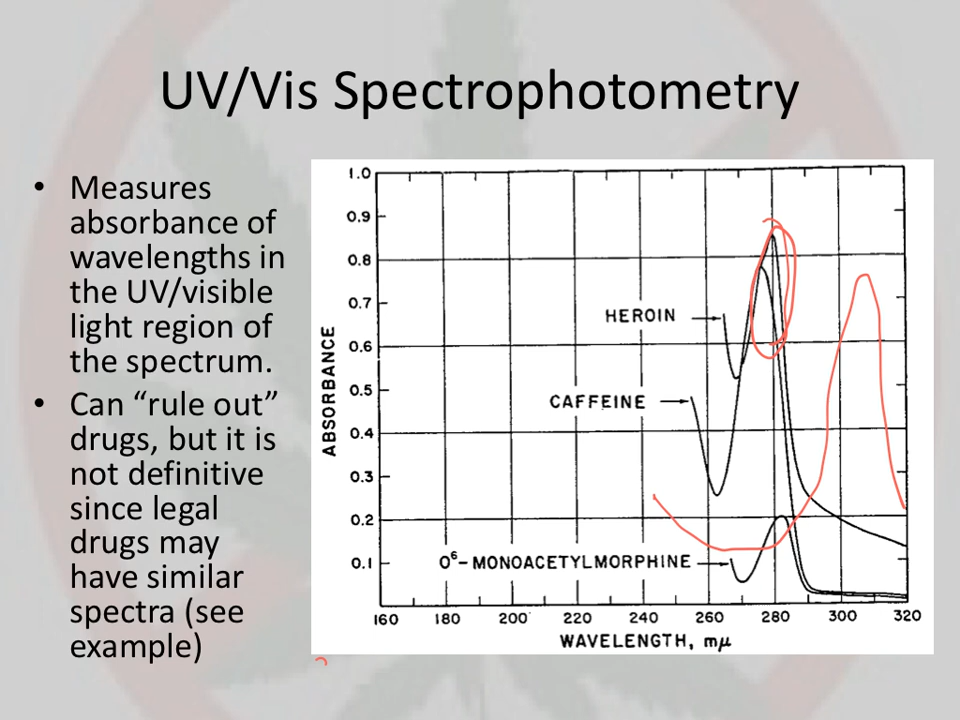 UV/Vis Spectrophotometry
• Measures
absorbance of
wavelengths in
the UV/visible
light region of
the spectrum.
• Can “rule out”
drugs, but it is
not definitive
since legal
drugs may
have similar
spectra (see
example)
1.0
0.9
0.8
0.7
0.6
0.5
0.4
0.3
0.2
0.1
ABSORBANCE
HEROIN
CAFFEINE
O⁶-MONOACETYLMORPHINE
160 180 200 220 240 260 280 300 320
WAVELENGTH, mμ